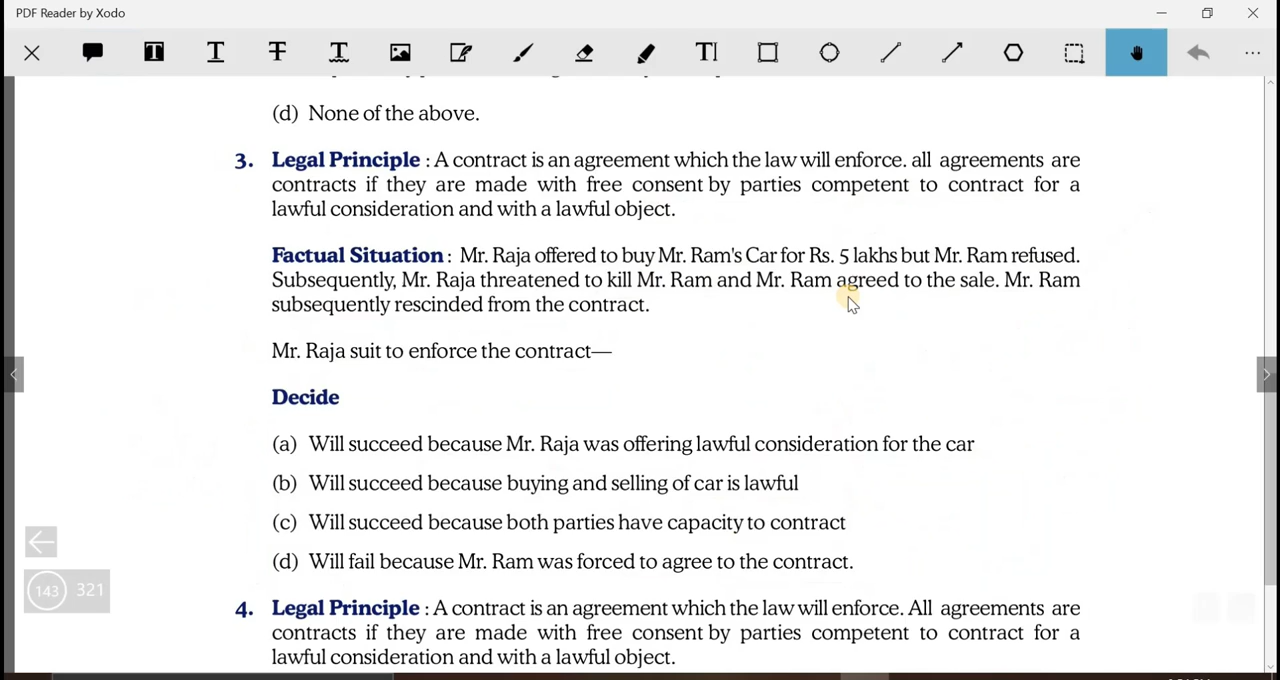 PDF Reader by Xodo
(d) None of the above.
3. Legal Principle : A contract is an agreement which the law will enforce. all agreements are
contracts if they are made with free consent by parties competent to contract for a
lawful consideration and with a lawful object.
Factual Situation : Mr. Raja offered to buy Mr. Ram's Car for Rs. 5 lakhs but Mr. Ram refused.
Subsequently, Mr. Raja threatened to kill Mr. Ram and Mr. Ram agreed to the sale. Mr. Ram
subsequently rescinded from the contract.
Mr. Raja suit to enforce the contract—
Decide
(a) Will succeed because Mr. Raja was offering lawful consideration for the car
(b) Will succeed because buying and selling of car is lawful
(c) Will succeed because both parties have capacity to contract
(d) Will fail because Mr. Ram was forced to agree to the contract.
143 321
4. Legal Principle : A contract is an agreement which the law will enforce. All agreements are
contracts if they are made with free consent by parties competent to contract for a
lawful consideration and with a lawful object.